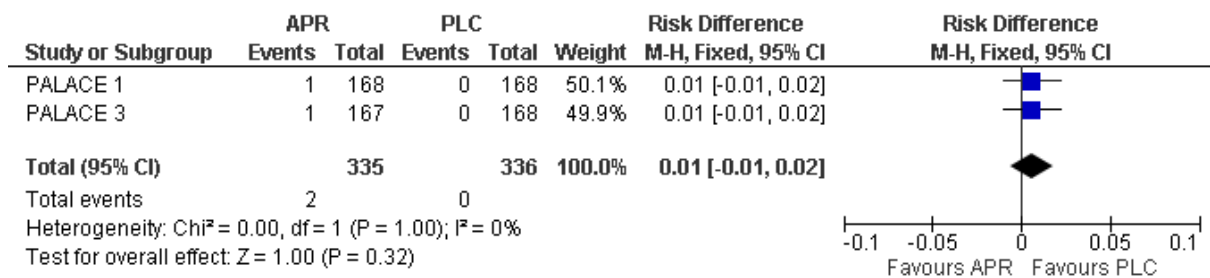 APR PLC Risk Difference Risk Difference
Study or Subgroup Events Total Events Total Weight M-H, Fixed, 95% CI M-H, Fixed, 95% CI
PALACE 1 1 168 0 168 50.1% 0.01 [-0.01, 0.02]
PALACE 3 1 167 0 168 49.9% 0.01 [-0.01, 0.02]
Total (95% CI) 335 336 100.0% 0.01 [-0.01, 0.02]
Total events 2 0
Heterogeneity: Chi² = 0.00, df = 1 (P = 1.00); I² = 0%
Test for overall effect: Z = 1.00 (P = 0.32)
-0.1 -0.05 0 0.05 0.1
Favours APR Favours PLC